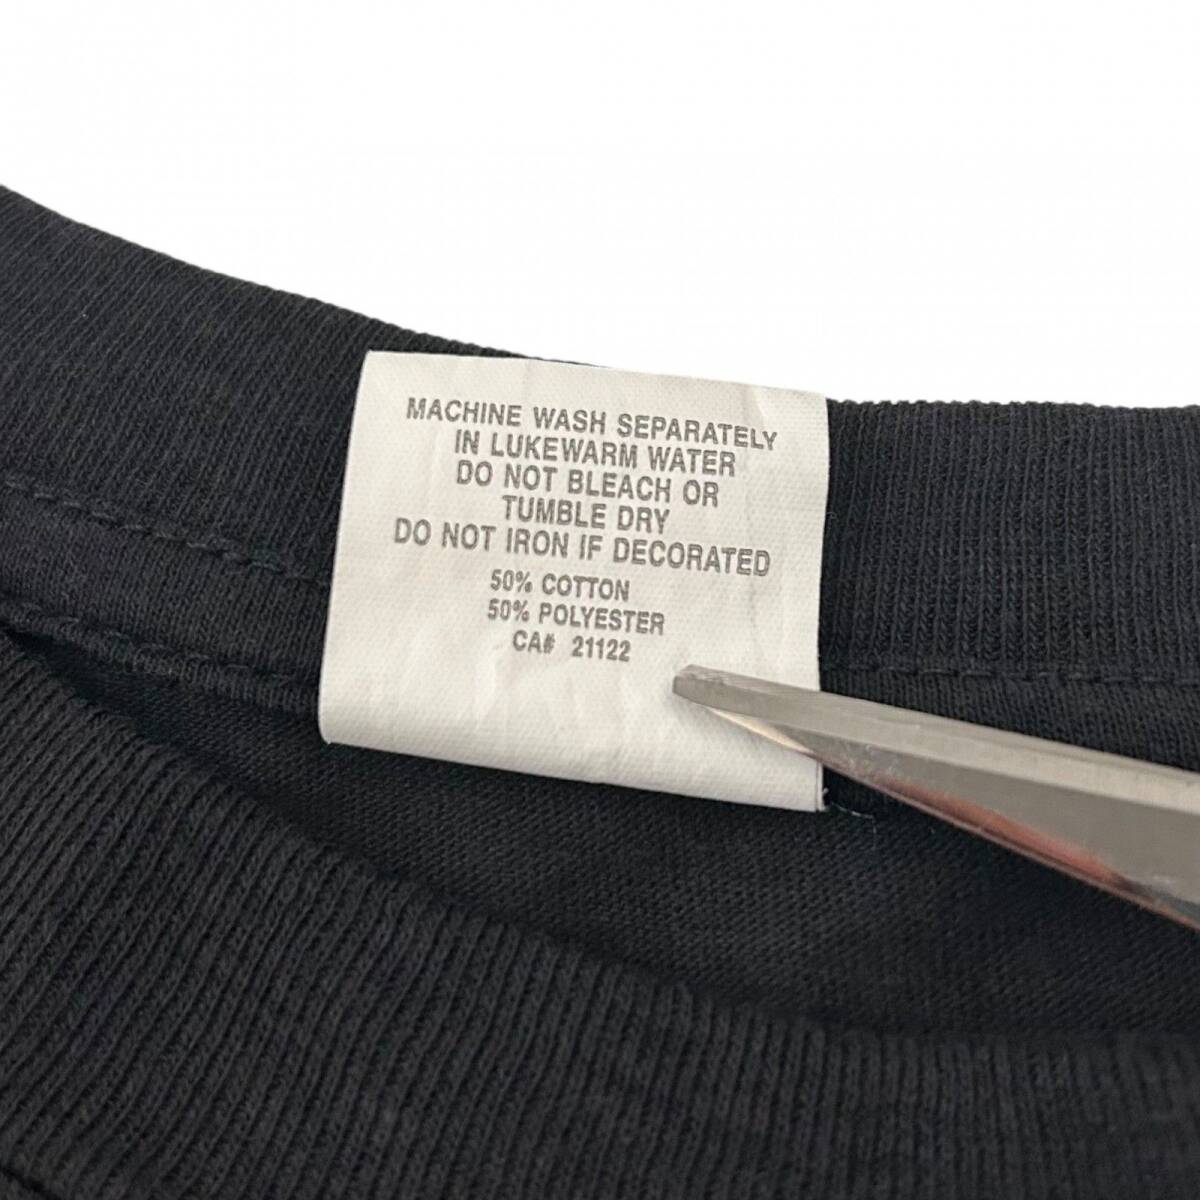 MACHINE WASH SEPARATELY
IN LUKEWARM WATER
DO NOT BLEACH OR
TUMBLE DRY
DO NOT IRON IF DECORATED
50% COTTON
50% POLYESTER
CA# 21122